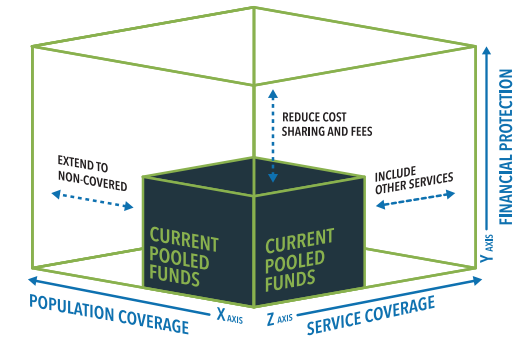 REDUCE COST
SHARING AND FEES
EXTEND TO
NON-COVERED
INCLUDE
OTHER SERVICES
CURRENT
POOLED
FUNDS
CURRENT
POOLED
FUNDS
POPULATION COVERAGE
X AXIS
Z AXIS
SERVICE COVERAGE
Y AXIS
FINANCIAL PROTECTION